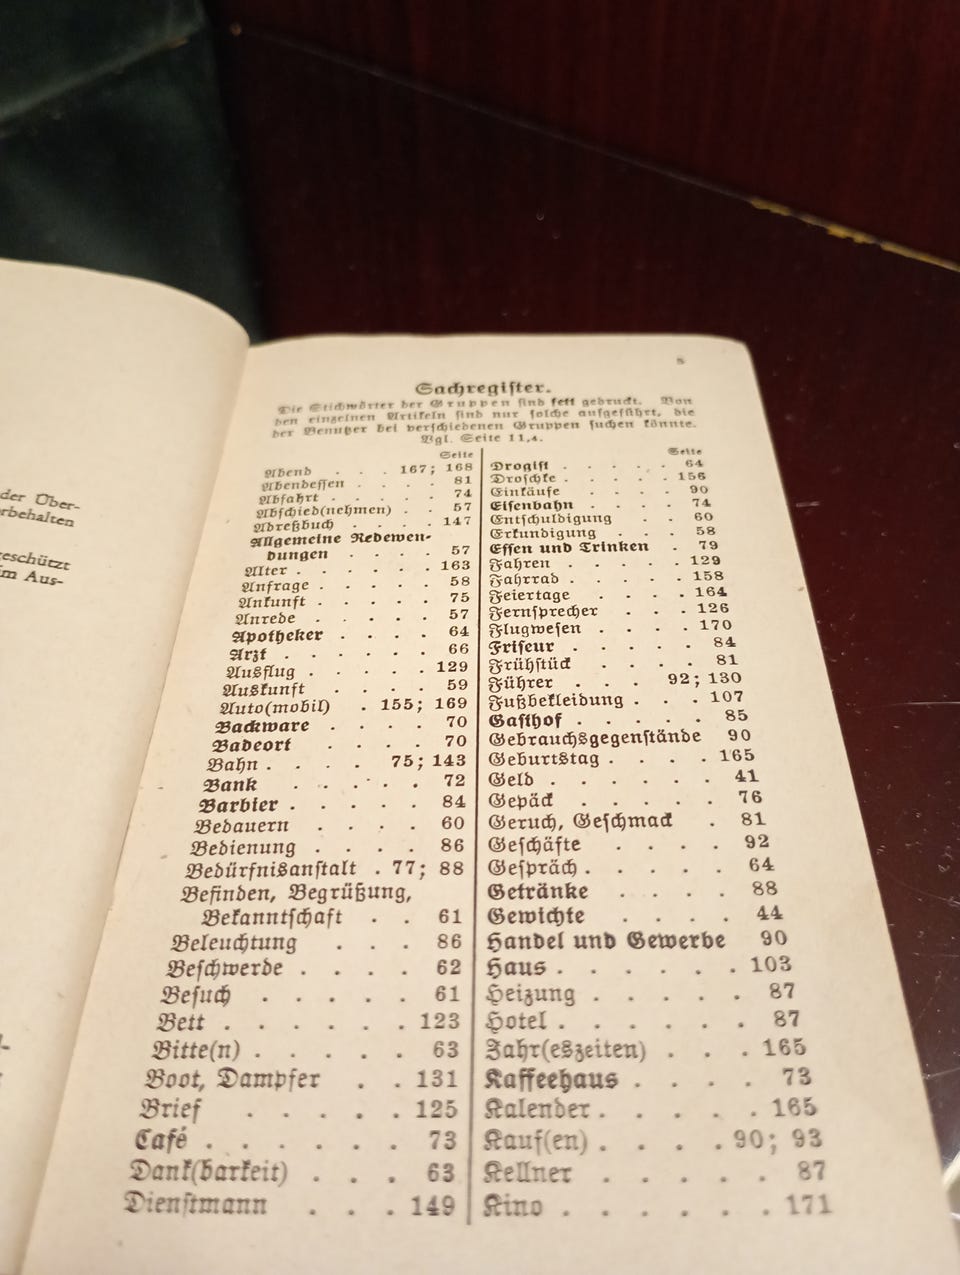 der Über-
rbehalten
geschützt
im Aus-
5
Sachregister.
Die Stichwörter der Gruppen sind fett gedruckt. Von
den einzelnen Artikeln sind nur solche aufgeführt, die
der Benutzer bei verschiedenen Gruppen suchen könnte.
Vgl. Seite 11,4.
Seite
Abend . . . 167; 168
Abendessen . . . . 81
Abfahrt . . . . . 74
Abschied(nehmen) . . 57
Adreßbuch . . . . 147
Allgemeine Redewen-
dungen . . . . 57
Alter . . . . . . 163
Anfrage . . . . . 58
Ankunft . . . . . 75
Anrede . . . . . 57
Apotheker . . . . 64
Arzt . . . . . . 66
Ausflug . . . . . 129
Auskunft . . . . 59
Auto(mobil) . 155; 169
Backware . . . . 70
Badeort . . . . 70
Bahn . . . . 75; 143
Bank . . . . . 72
Barbier . . . . . 84
Bedauern . . . . 60
Bedienung . . . . 86
Bedürfnisanstalt . 77; 88
Befinden, Begrüßung,
Bekanntschaft . . 61
Beleuchtung . . . 86
Beschwerde . . . . 62
Besuch . . . . . 61
Bett . . . . . . 123
Bitte(n) . . . . . 63
Boot, Dampfer . . 131
Brief . . . . . 125
Café . . . . . . 73
Dank(barkeit) . . . 63
Dienstmann . . . 149
Seite
Drogist . . . . . 64
Droschke . . . . . 156
Einkäufe . . . . 90
Eisenbahn . . . . 74
Entschuldigung . . 60
Erkundigung . . . 58
Essen und Trinken . 79
Fahren . . . . . 129
Fahrrad . . . . . 158
Feiertage . . . . 164
Fernsprecher . . . 126
Flugwesen . . . . 170
Friseur . . . . . 84
Frühstück . . . . 81
Führer . . . 92; 130
Fußbekleidung . . . 107
Gasthof . . . . . 85
Gebrauchsgegenstände 90
Geburtstag . . . . 165
Geld . . . . . . 41
Gepäck . . . . . 76
Geruch, Geschmack . 81
Geschäfte . . . . 92
Gespräch . . . . . 64
Getränke . . . . 88
Gewichte . . . . 44
Handel und Gewerbe 90
Haus . . . . . . 103
Heizung . . . . . 87
Hotel . . . . . . 87
Jahr(eszeiten) . . . 165
Kaffeehaus . . . . 73
Kalender . . . . . 165
Kauf(en) . . . . 90; 93
Kellner . . . . . 87
Kino . . . . . . 171